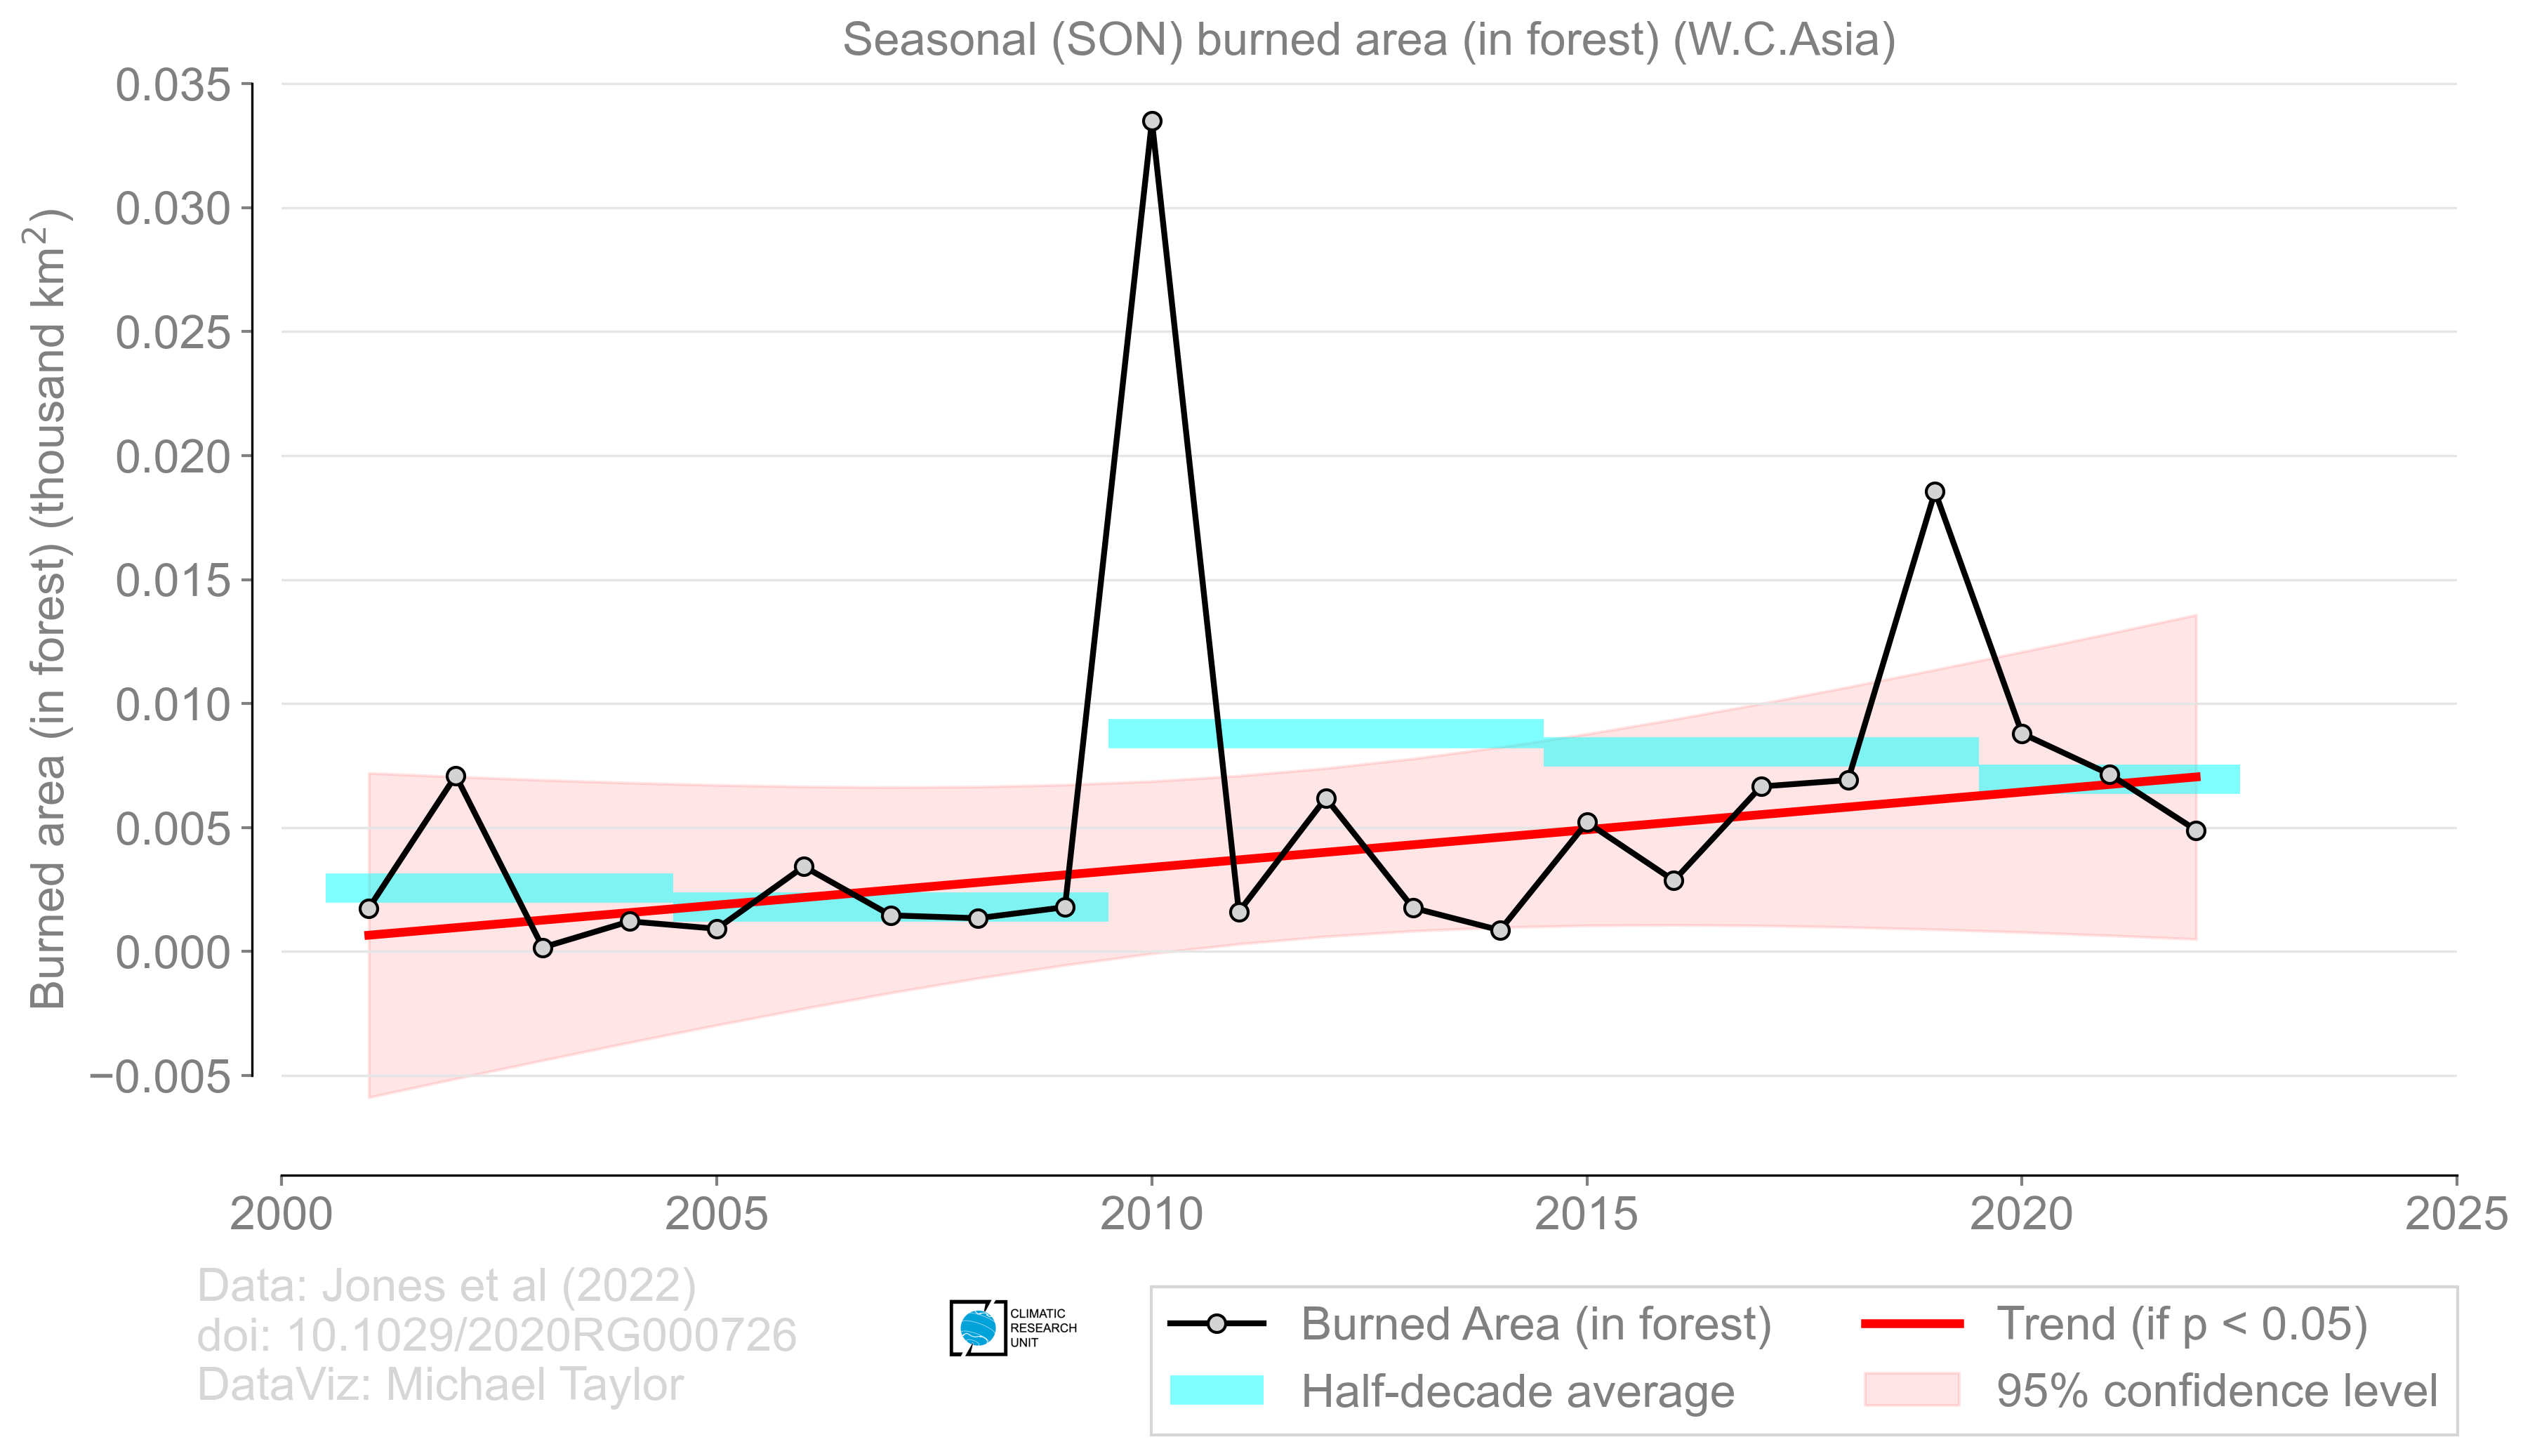 Seasonal (SON) burned area (in forest) (W.C.Asia)
Burned area (in forest) (thousand km²)
0.035
0.030
0.025
0.020
0.015
0.010
0.005
0.000
−0.005
2000 2005 2010 2015 2020 2025
Data: Jones et al (2022)
doi: 10.1029/2020RG000726
DataViz: Michael Taylor
CLIMATIC
RESEARCH
UNIT
Burned Area (in forest)
Half-decade average
Trend (if p < 0.05)
95% confidence level